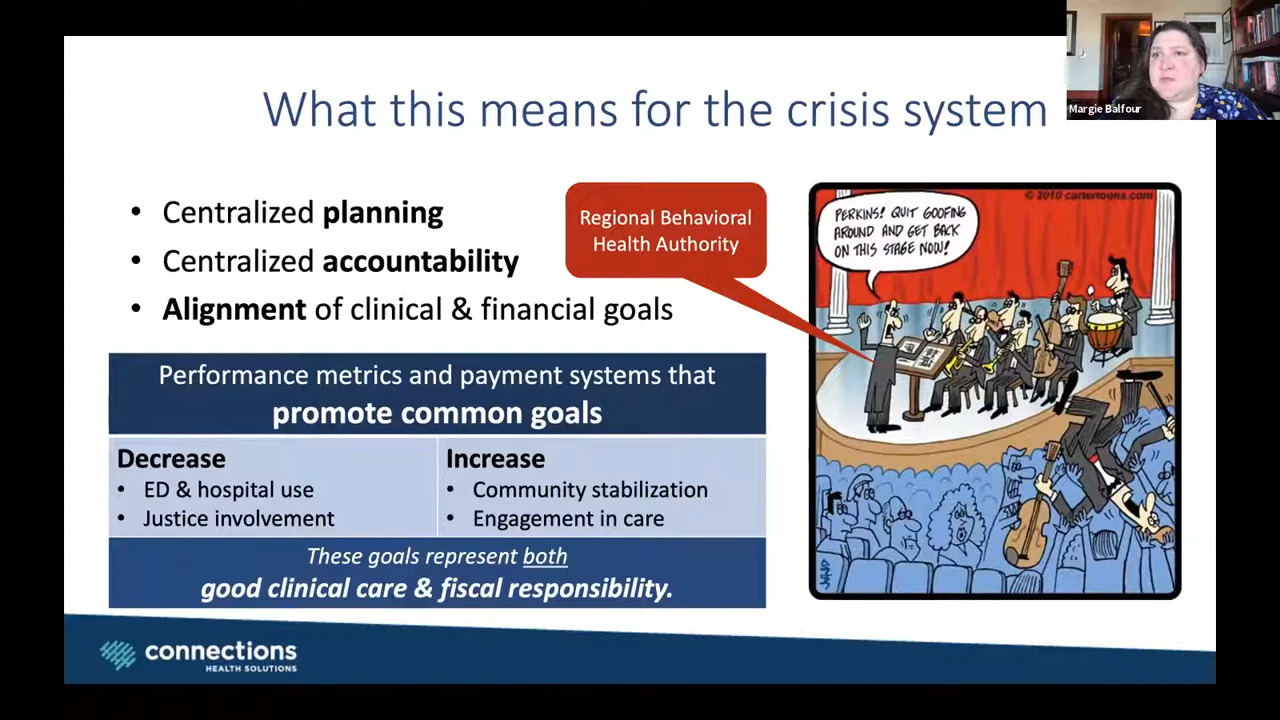 What this means for the crisis system
Margie Balfour
• Centralized planning
• Centralized accountability
• Alignment of clinical & financial goals
Regional Behavioral
Health Authority
© 2010 cartertoons.com
PERKINS! QUIT GOOFING
AROUND AND GET BACK
ON THIS STAGE NOW!
Performance metrics and payment systems that
promote common goals
Decrease
• ED & hospital use
• Justice involvement
Increase
• Community stabilization
• Engagement in care
These goals represent both
good clinical care & fiscal responsibility.
connections
HEALTH SOLUTIONS